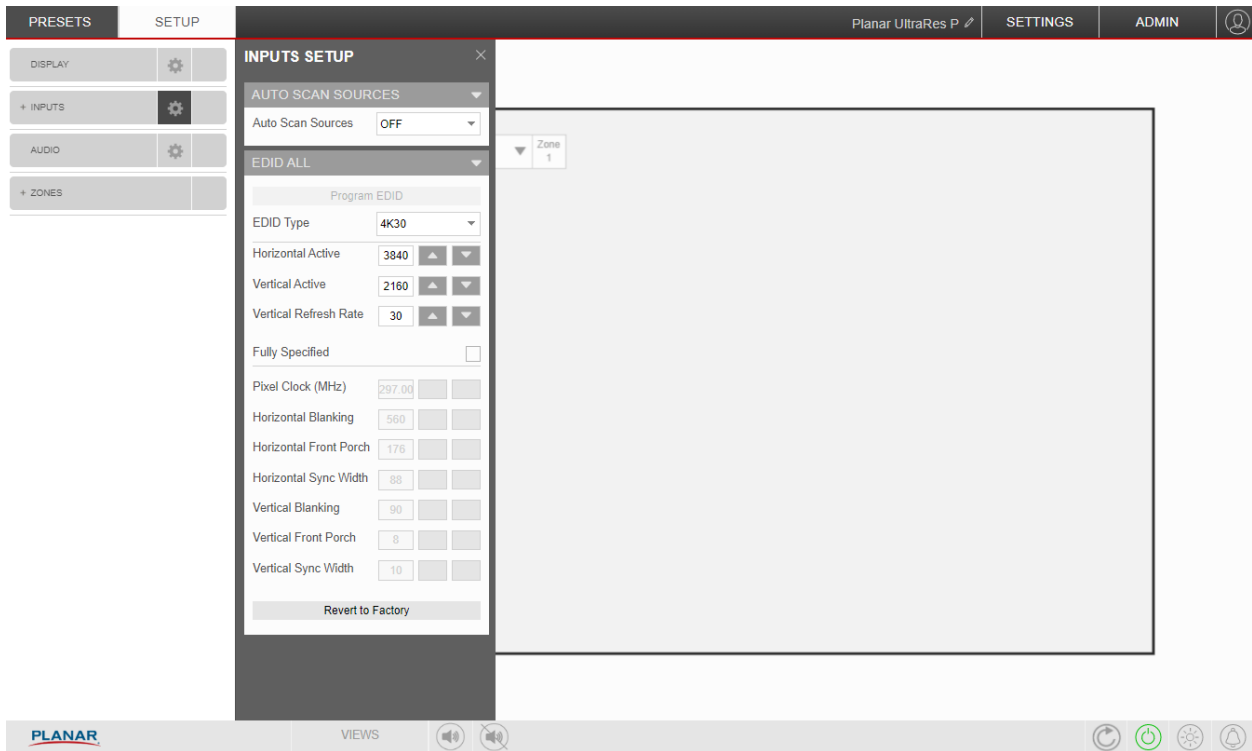 PRESETS
SETUP
Planar UltraRes P
SETTINGS
ADMIN
DISPLAY
+ INPUTS
AUDIO
+ ZONES
INPUTS SETUP
AUTO SCAN SOURCES
Auto Scan Sources OFF
EDID ALL
Program EDID
EDID Type 4K30
Horizontal Active 3840
Vertical Active 2160
Vertical Refresh Rate 30
Fully Specified
Pixel Clock (MHz) 297.00
Horizontal Blanking 560
Horizontal Front Porch 176
Horizontal Sync Width 88
Vertical Blanking 90
Vertical Front Porch 8
Vertical Sync Width 10
Revert to Factory
Zone
1
PLANAR
VIEWS